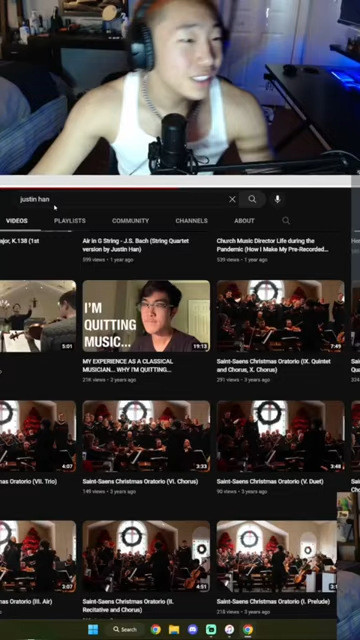 justin han
VIDEOS PLAYLISTS COMMUNITY CHANNELS ABOUT
ajor, K.138 (1st
Air in G String - J.S. Bach (String Quartet
version by Justin Han)
599 views • 1 year ago
Church Music Director Life during the
Pandemic (How I Make My Pre-Recorded...
539 views • 1 year ago
5:01
I'M
QUITTING
MUSIC...
19:13
7:49
MY EXPERIENCE AS A CLASSICAL
MUSICIAN... WHY I'M QUITTING...
21K views • 2 years ago
Saint-Saens Christmas Oratorio (IX. Quintet
and Chorus, X. Chorus)
291 views • 3 years ago
4:07
3:33
3:48
Oratorio (VII. Trio)
Saint-Saens Christmas Oratorio (VI. Chorus)
149 views • 3 years ago
Saint-Saens Christmas Oratorio (V. Duet)
90 views • 3 years ago
3:07
4:51
Oratorio (III. Air)
Saint-Saens Christmas Oratorio (II.
Recitative and Chorus)
Saint-Saens Christmas Oratorio (I. Prelude)
218 views • 3 years ago
Search